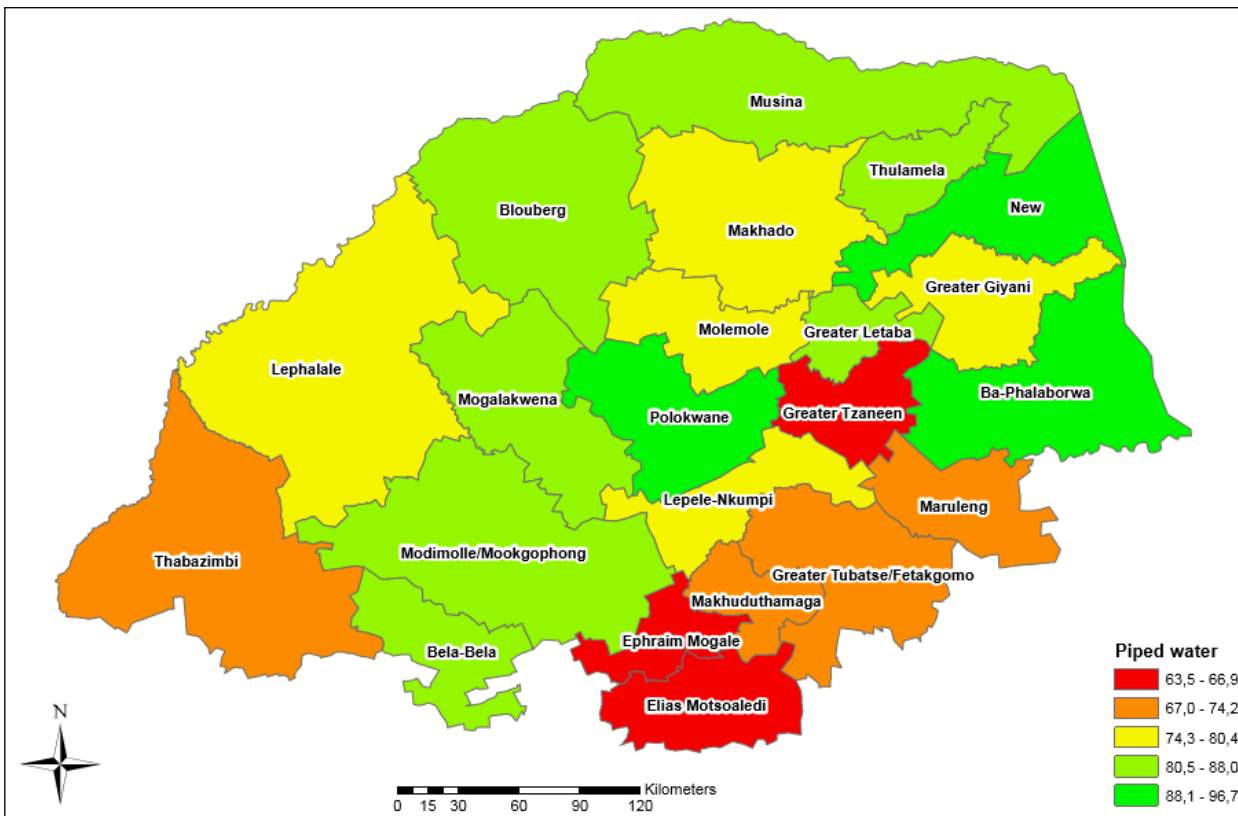 Musina
Thulamela
Blouberg
New
Makhado
Greater Giyani
Molemole
Greater Letaba
Lephalale
Ba-Phalaborwa
Mogalakwena
Polokwane
Greater Tzaneen
Lepele-Nkumpi
Maruleng
Modimolle/Mookgophong
Thabazimbi
Greater Tubatse/Fetakgomo
Makhuduthamaga
Ephraim Mogale
Bela-Bela
Elias Motsoaledi
Piped water
63,5 - 66,9
67,0 - 74,2
74,3 - 80,4
80,5 - 88,0
88,1 - 96,7
N
Kilometers
0 15 30 60 90 120